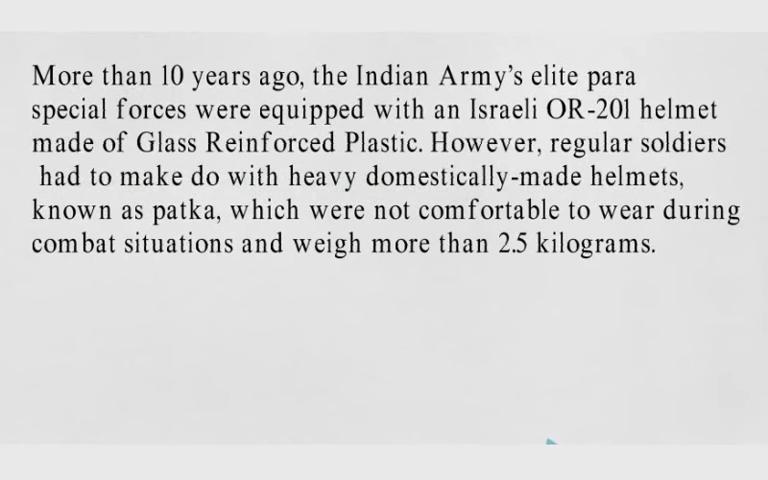 More than 10 years ago, the Indian Army’s elite para
special forces were equipped with an Israeli OR-201 helmet
made of Glass Reinforced Plastic. However, regular soldiers
had to make do with heavy domestically-made helmets,
known as patka, which were not comfortable to wear during
combat situations and weigh more than 2.5 kilograms.